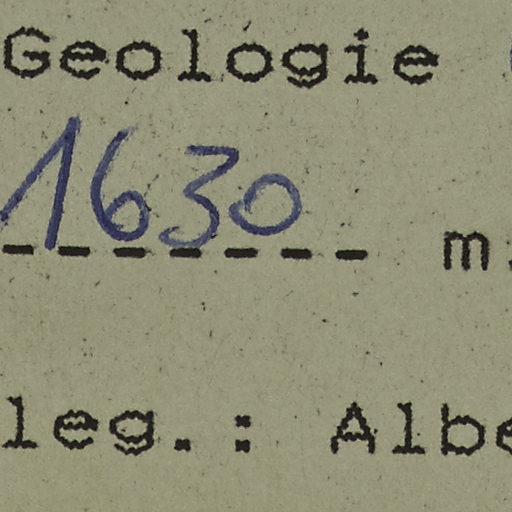 Geologie
1630
------- m.
leg.: Albe